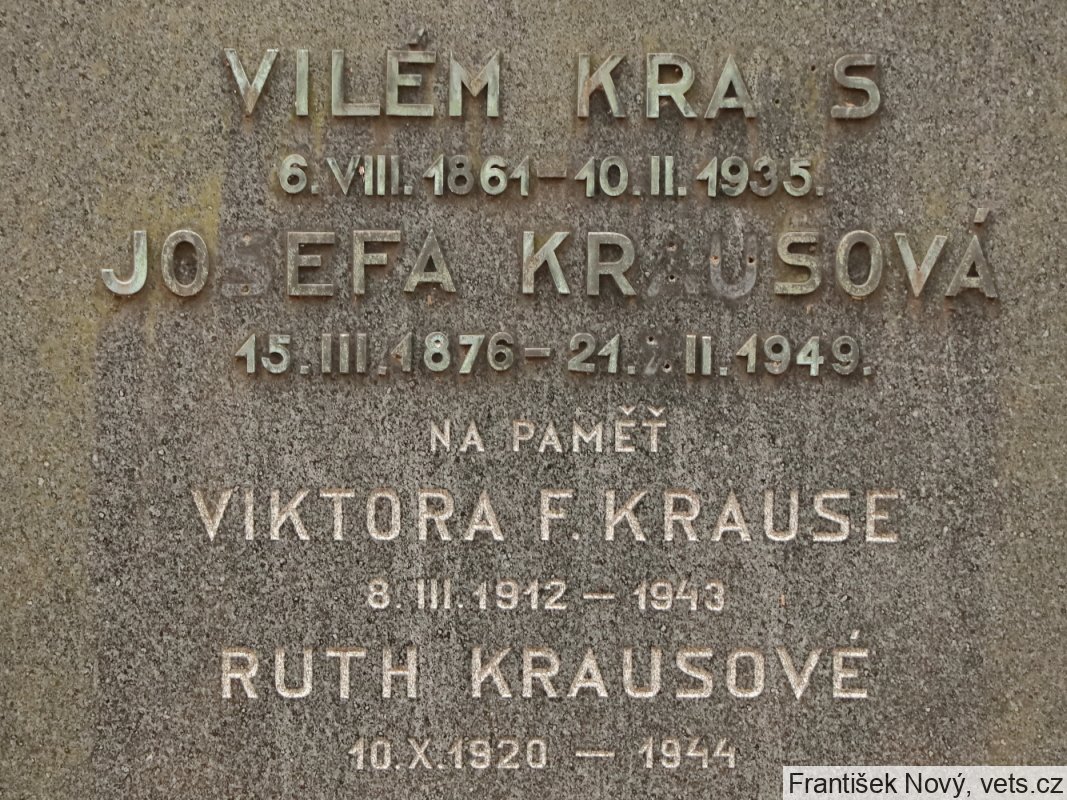 VILÉM KRA S
6. VIII. 1861 - 10. II. 1935.
JOSEFA KRAUSOVÁ
15. III. 1876 - 21. XII. 1949.
NA PAMĚŤ
VIKTORA F. KRAUSE
8. III. 1912 — 1943
RUTH KRAUSOVÉ
10. X. 1920 — 1944
František Nový, vets.cz